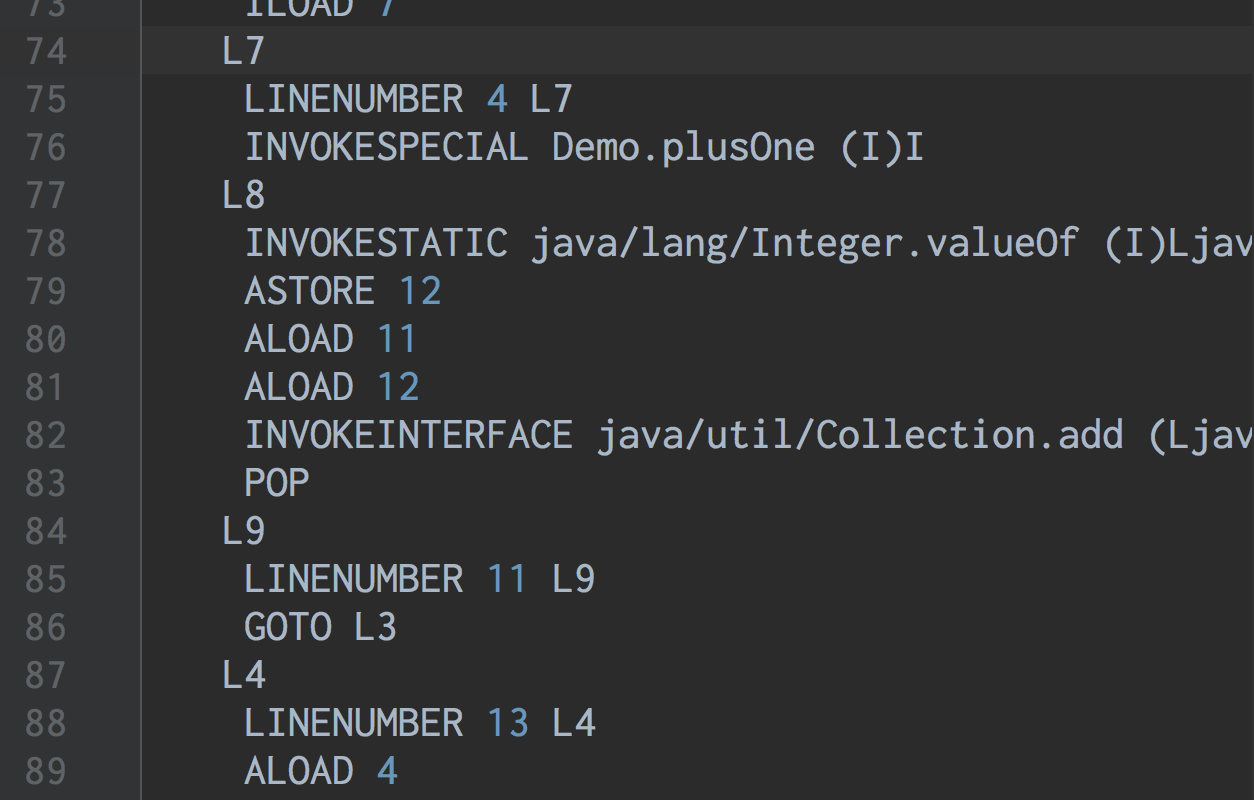 73 ILOAD 7
74 L7
75 LINENUMBER 4 L7
76 INVOKESPECIAL Demo.plusOne (I)I
77 L8
78 INVOKESTATIC java/lang/Integer.valueOf (I)Ljav
79 ASTORE 12
80 ALOAD 11
81 ALOAD 12
82 INVOKEINTERFACE java/util/Collection.add (Ljav
83 POP
84 L9
85 LINENUMBER 11 L9
86 GOTO L3
87 L4
88 LINENUMBER 13 L4
89 ALOAD 4